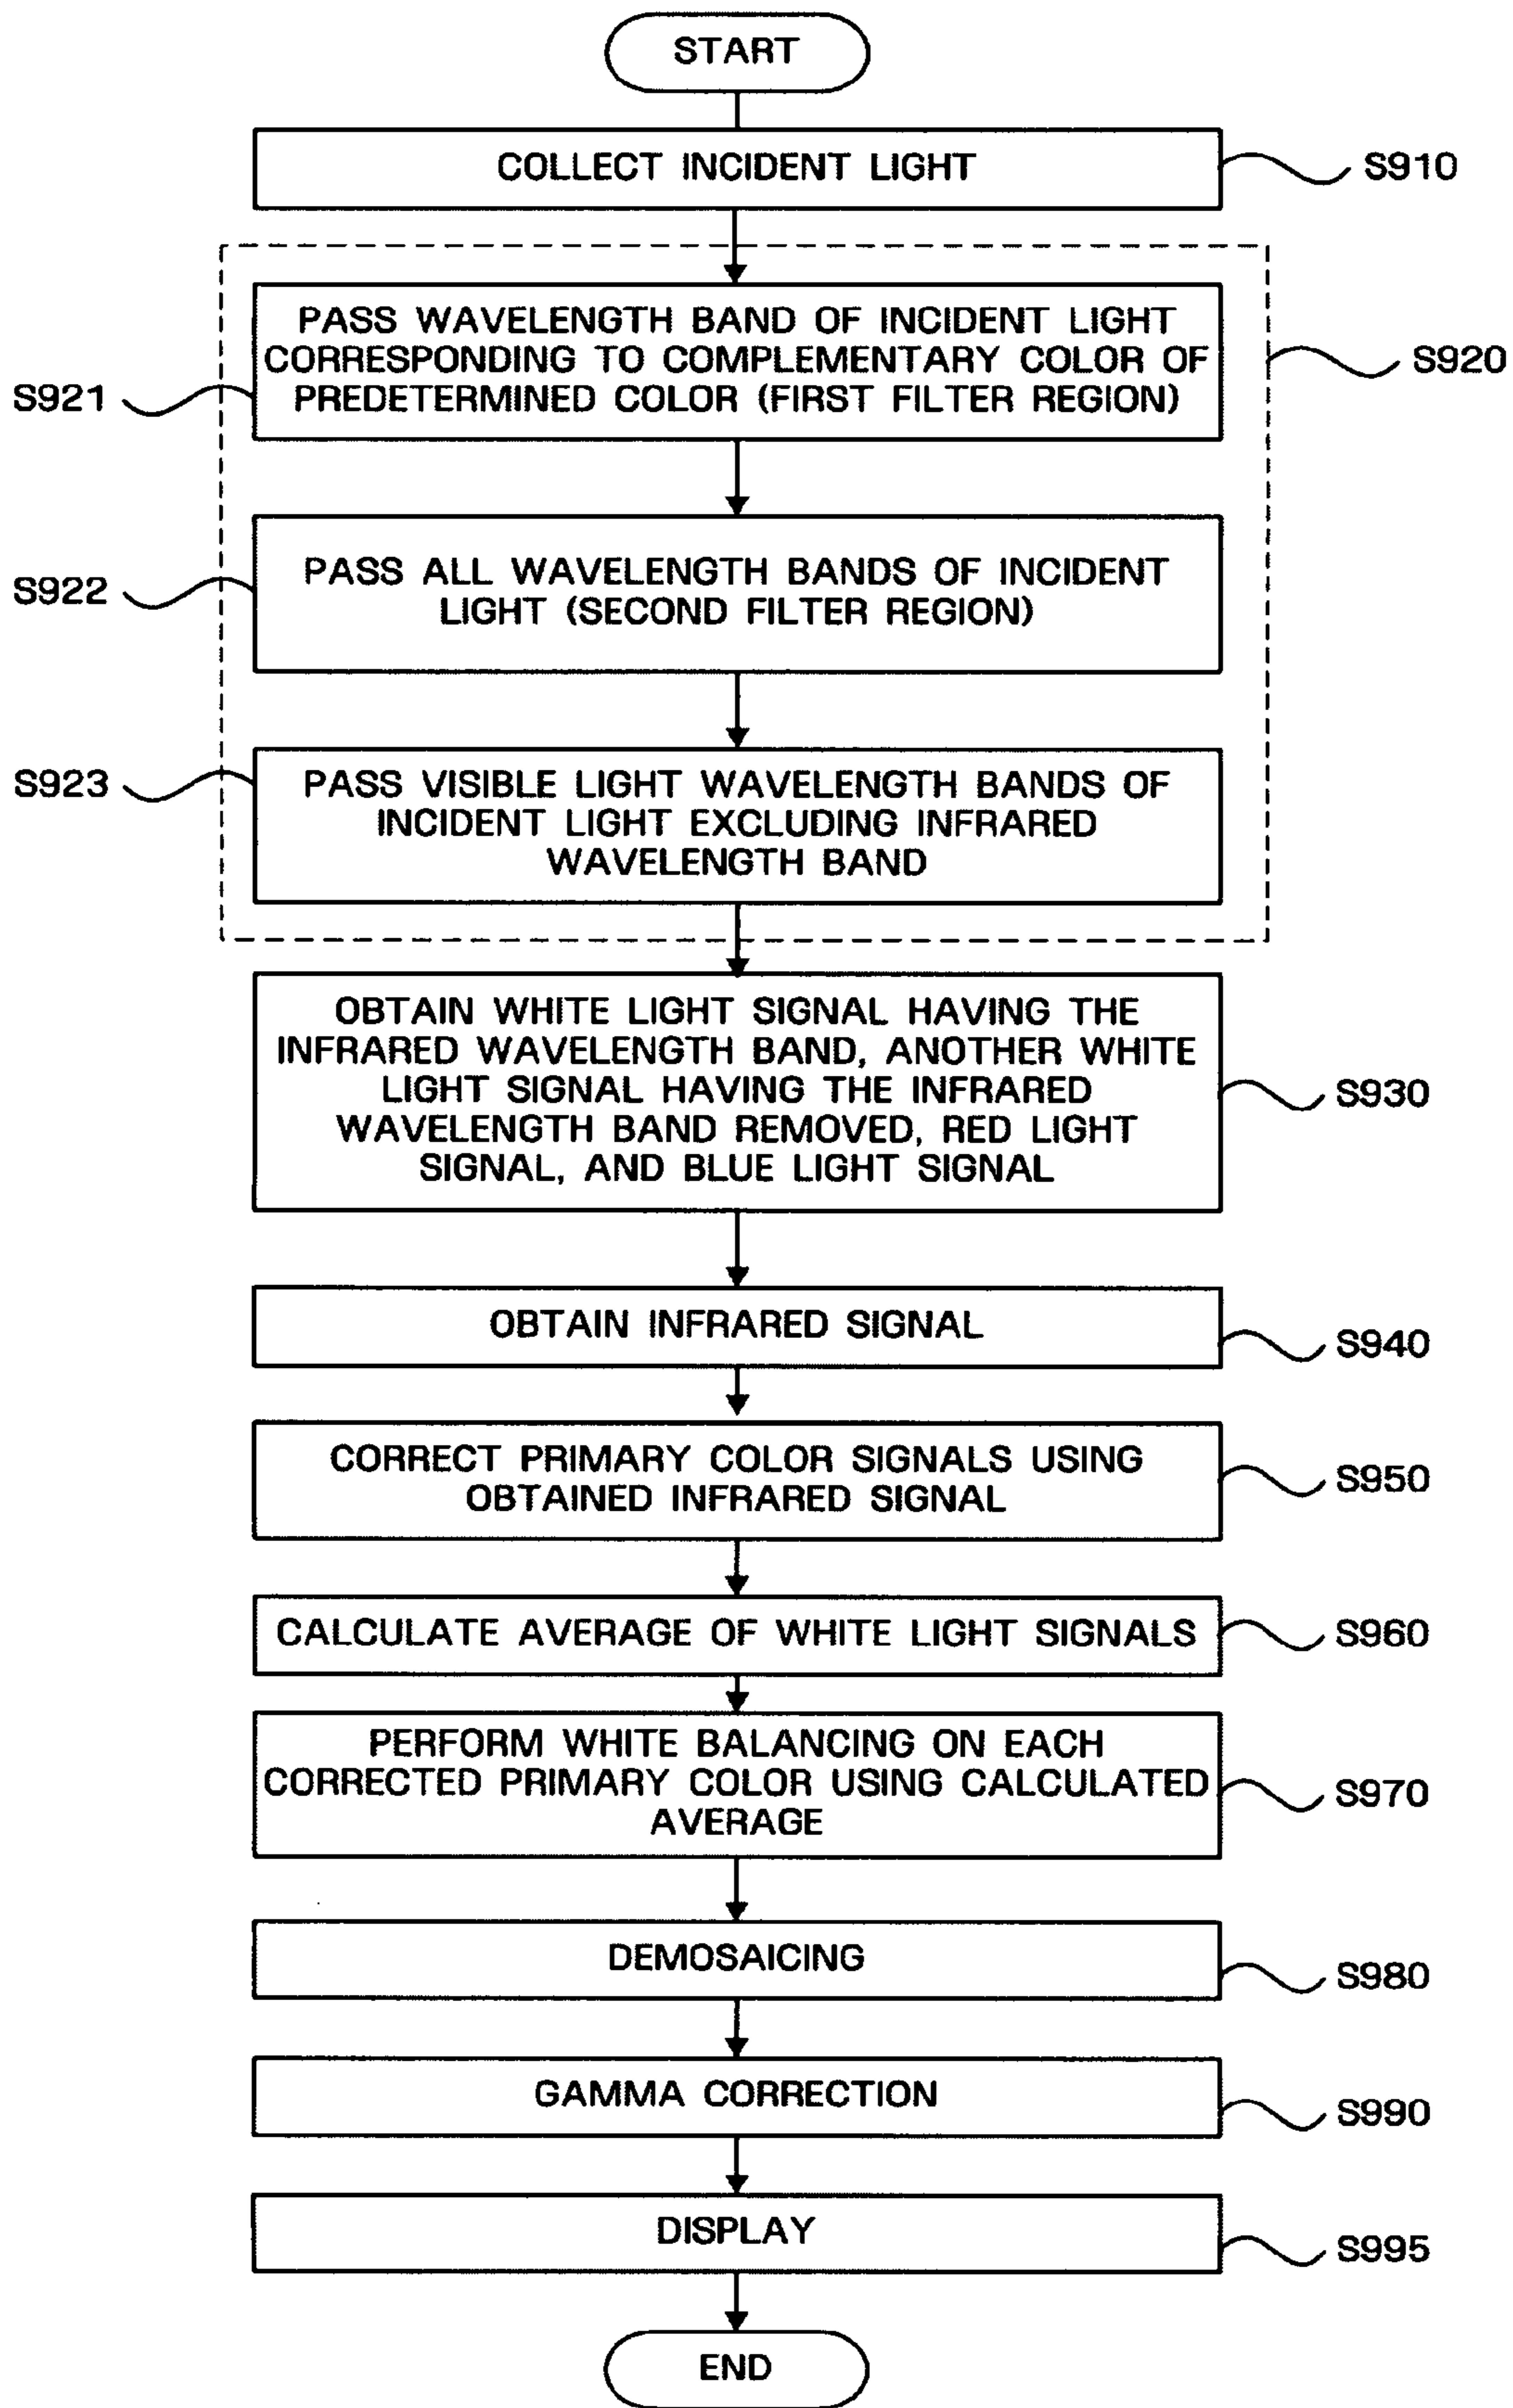 START
COLLECT INCIDENT LIGHT
S910
PASS WAVELENGTH BAND OF INCIDENT LIGHT
CORRESPONDING TO COMPLEMENTARY COLOR OF
PREDETERMINED COLOR (FIRST FILTER REGION)
S920
S921
PASS ALL WAVELENGTH BANDS OF INCIDENT
LIGHT (SECOND FILTER REGION)
S922
PASS VISIBLE LIGHT WAVELENGTH BANDS OF
INCIDENT LIGHT EXCLUDING INFRARED
WAVELENGTH BAND
S923
OBTAIN WHITE LIGHT SIGNAL HAVING THE
INFRARED WAVELENGTH BAND, ANOTHER WHITE
LIGHT SIGNAL HAVING THE INFRARED
WAVELENGTH BAND REMOVED, RED LIGHT
SIGNAL, AND BLUE LIGHT SIGNAL
S930
OBTAIN INFRARED SIGNAL
S940
CORRECT PRIMARY COLOR SIGNALS USING
OBTAINED INFRARED SIGNAL
S950
CALCULATE AVERAGE OF WHITE LIGHT SIGNALS
S960
PERFORM WHITE BALANCING ON EACH
CORRECTED PRIMARY COLOR USING CALCULATED
AVERAGE
S970
DEMOSAICING
S980
GAMMA CORRECTION
S990
DISPLAY
S995
END